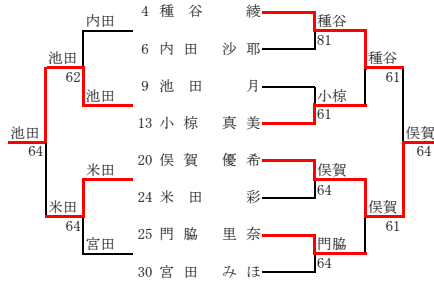 4 種谷 綾
6 内田 沙耶
9 池田 月
13 小椋 真美
20 俣賀 優希
24 米田 彩
25 門脇 里奈
30 宮田 みほ
種谷
81
小椋
61
俣賀
64
門脇
64
種谷
61
俣賀
61
俣賀
64
内田
池田
米田
宮田
池田
62
米田
64
池田
64